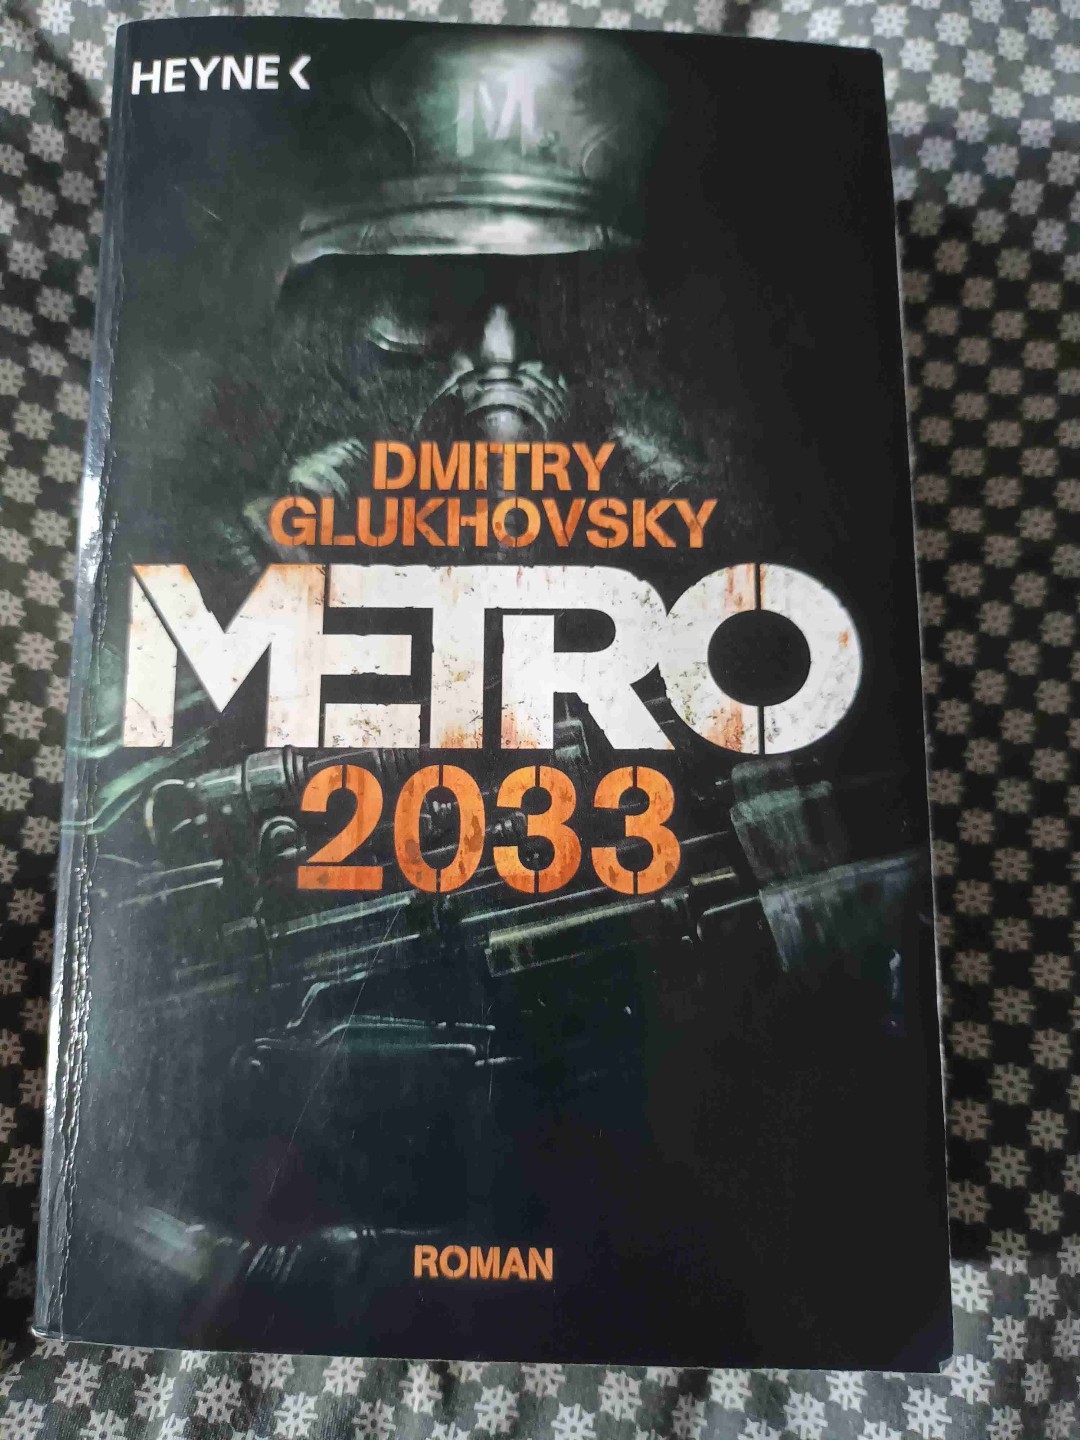 HEYNE <
M
DMITRY
GLUKHOVSKY
METRO
2033
ROMAN